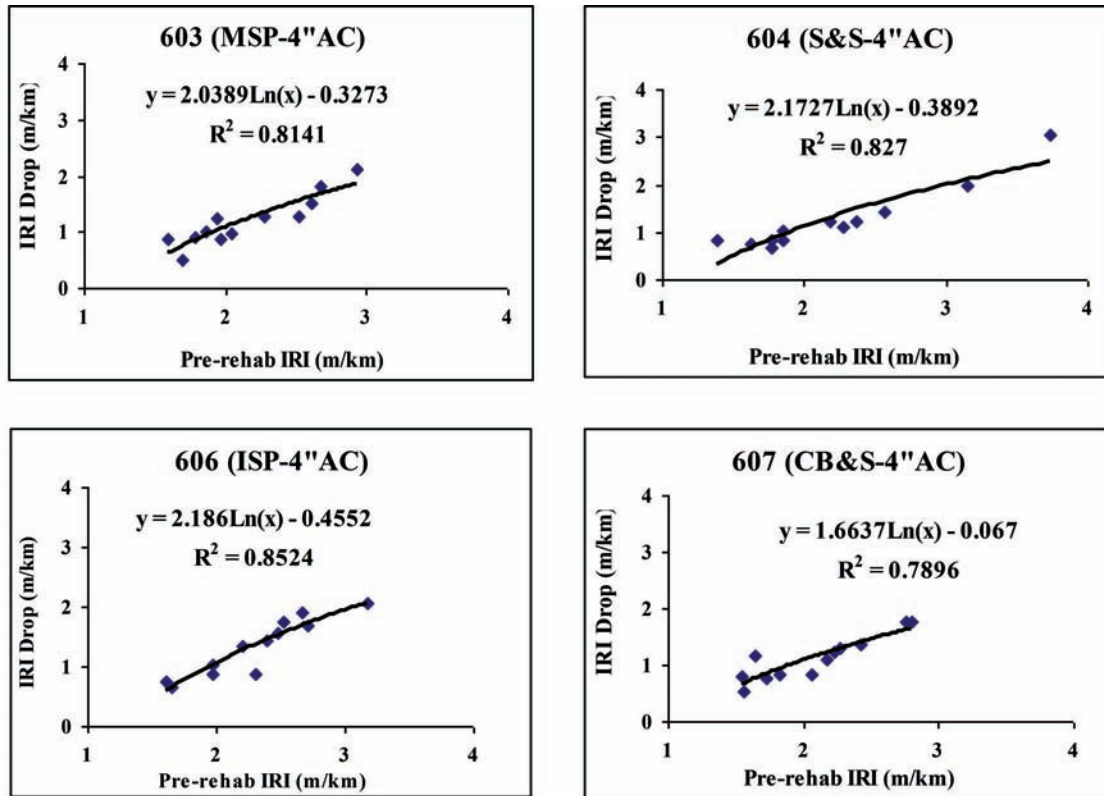 603 (MSP-4"AC)
y = 2.0389Ln(x) - 0.3273
R² = 0.8141
IRI Drop (m/km)
4
3
2
1
0
1 2 3 4
Pre-rehab IRI (m/km)
604 (S&S-4"AC)
y = 2.1727Ln(x) - 0.3892
R² = 0.827
IRI Drop (m/km)
4
3
2
1
0
1 2 3 4
Pre-rehab IRI (m/km)
606 (ISP-4"AC)
y = 2.186Ln(x) - 0.4552
R² = 0.8524
IRI Drop (m/km)
4
3
2
1
0
1 2 3 4
Pre-rehab IRI (m/km)
607 (CB&S-4"AC)
y = 1.6637Ln(x) - 0.067
R² = 0.7896
IRI Drop (m/km)
4
3
2
1
0
1 2 3 4
Pre-rehab IRI (m/km)